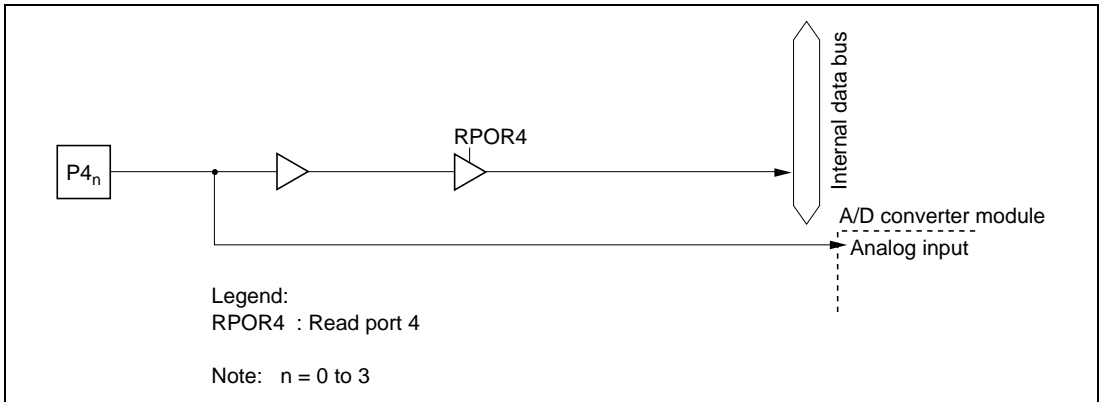 RPOR4
P4n
Internal data bus
A/D converter module
Analog input
Legend:
RPOR4 : Read port 4
Note: n = 0 to 3